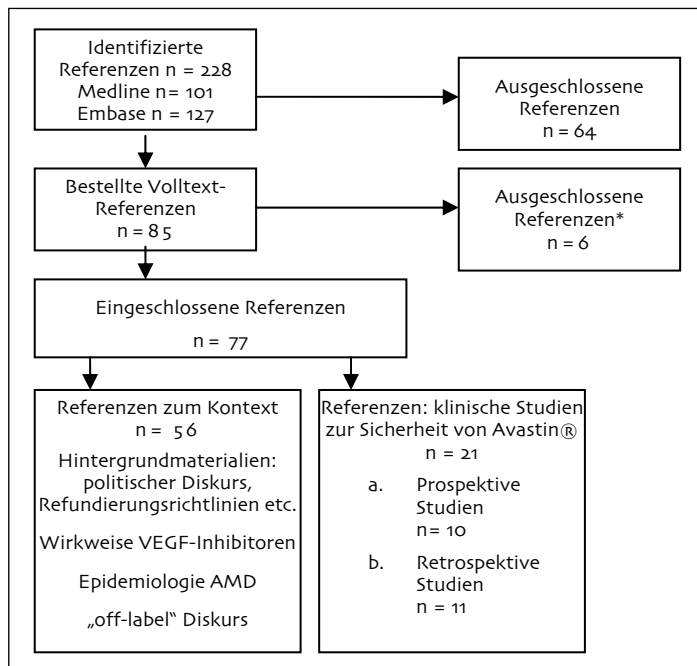 Identifizierte
Referenzen n = 228
Medline n= 101
Embase n = 127
Ausgeschlossene
Referenzen
n = 64
Bestellte Volltext-
Referenzen
n = 85
Ausgeschlossene
Referenzen*
n = 6
Eingeschlossene Referenzen
n = 77
Referenzen zum Kontext
n = 56
Hintergrundmaterialien:
politischer Diskurs,
Refundierungsrichtlinien etc.
Wirkweise VEGF-Inhibitoren
Epidemiologie AMD
„off-label“ Diskurs
Referenzen: klinische Studien
zur Sicherheit von Avastin®
n = 21
a. Prospektive
Studien
n= 10
b. Retrospektive
Studien
n = 11